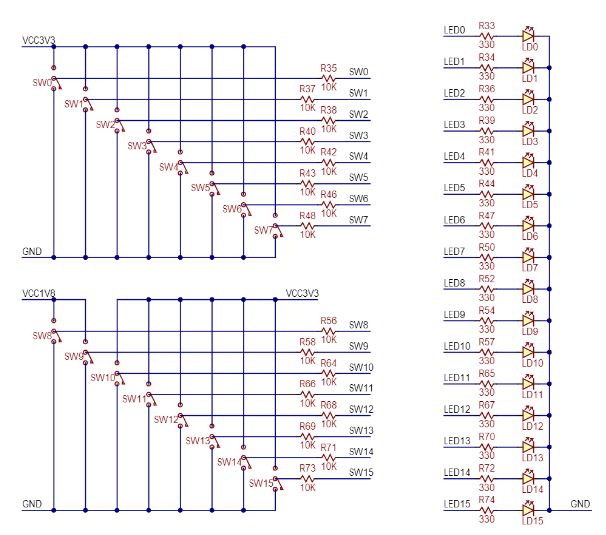 VCC3V3
SW0
R35
10K
SW0
SW1
R37
10K
SW1
SW2
R38
10K
SW2
SW3
R40
10K
SW3
SW4
R42
10K
SW4
SW5
R43
10K
SW5
SW6
R46
10K
SW6
SW7
R48
10K
SW7
GND
VCC1V8
VCC3V3
SW8
R56
10K
SW8
SW9
R58
10K
SW9
SW10
R64
10K
SW10
SW11
R66
10K
SW11
SW12
R68
10K
SW12
SW13
R69
10K
SW13
SW14
R71
10K
SW14
SW15
R73
10K
SW15
GND
LED0
R33
330
LD0
LED1
R34
330
LD1
LED2
R36
330
LD2
LED3
R39
330
LD3
LED4
R41
330
LD4
LED5
R44
330
LD5
LED6
R47
330
LD6
LED7
R50
330
LD7
LED8
R52
330
LD8
LED9
R54
330
LD9
LED10
R57
330
LD10
LED11
R65
330
LD11
LED12
R67
330
LD12
LED13
R70
330
LD13
LED14
R72
330
LD14
LED15
R74
330
LD15
GND